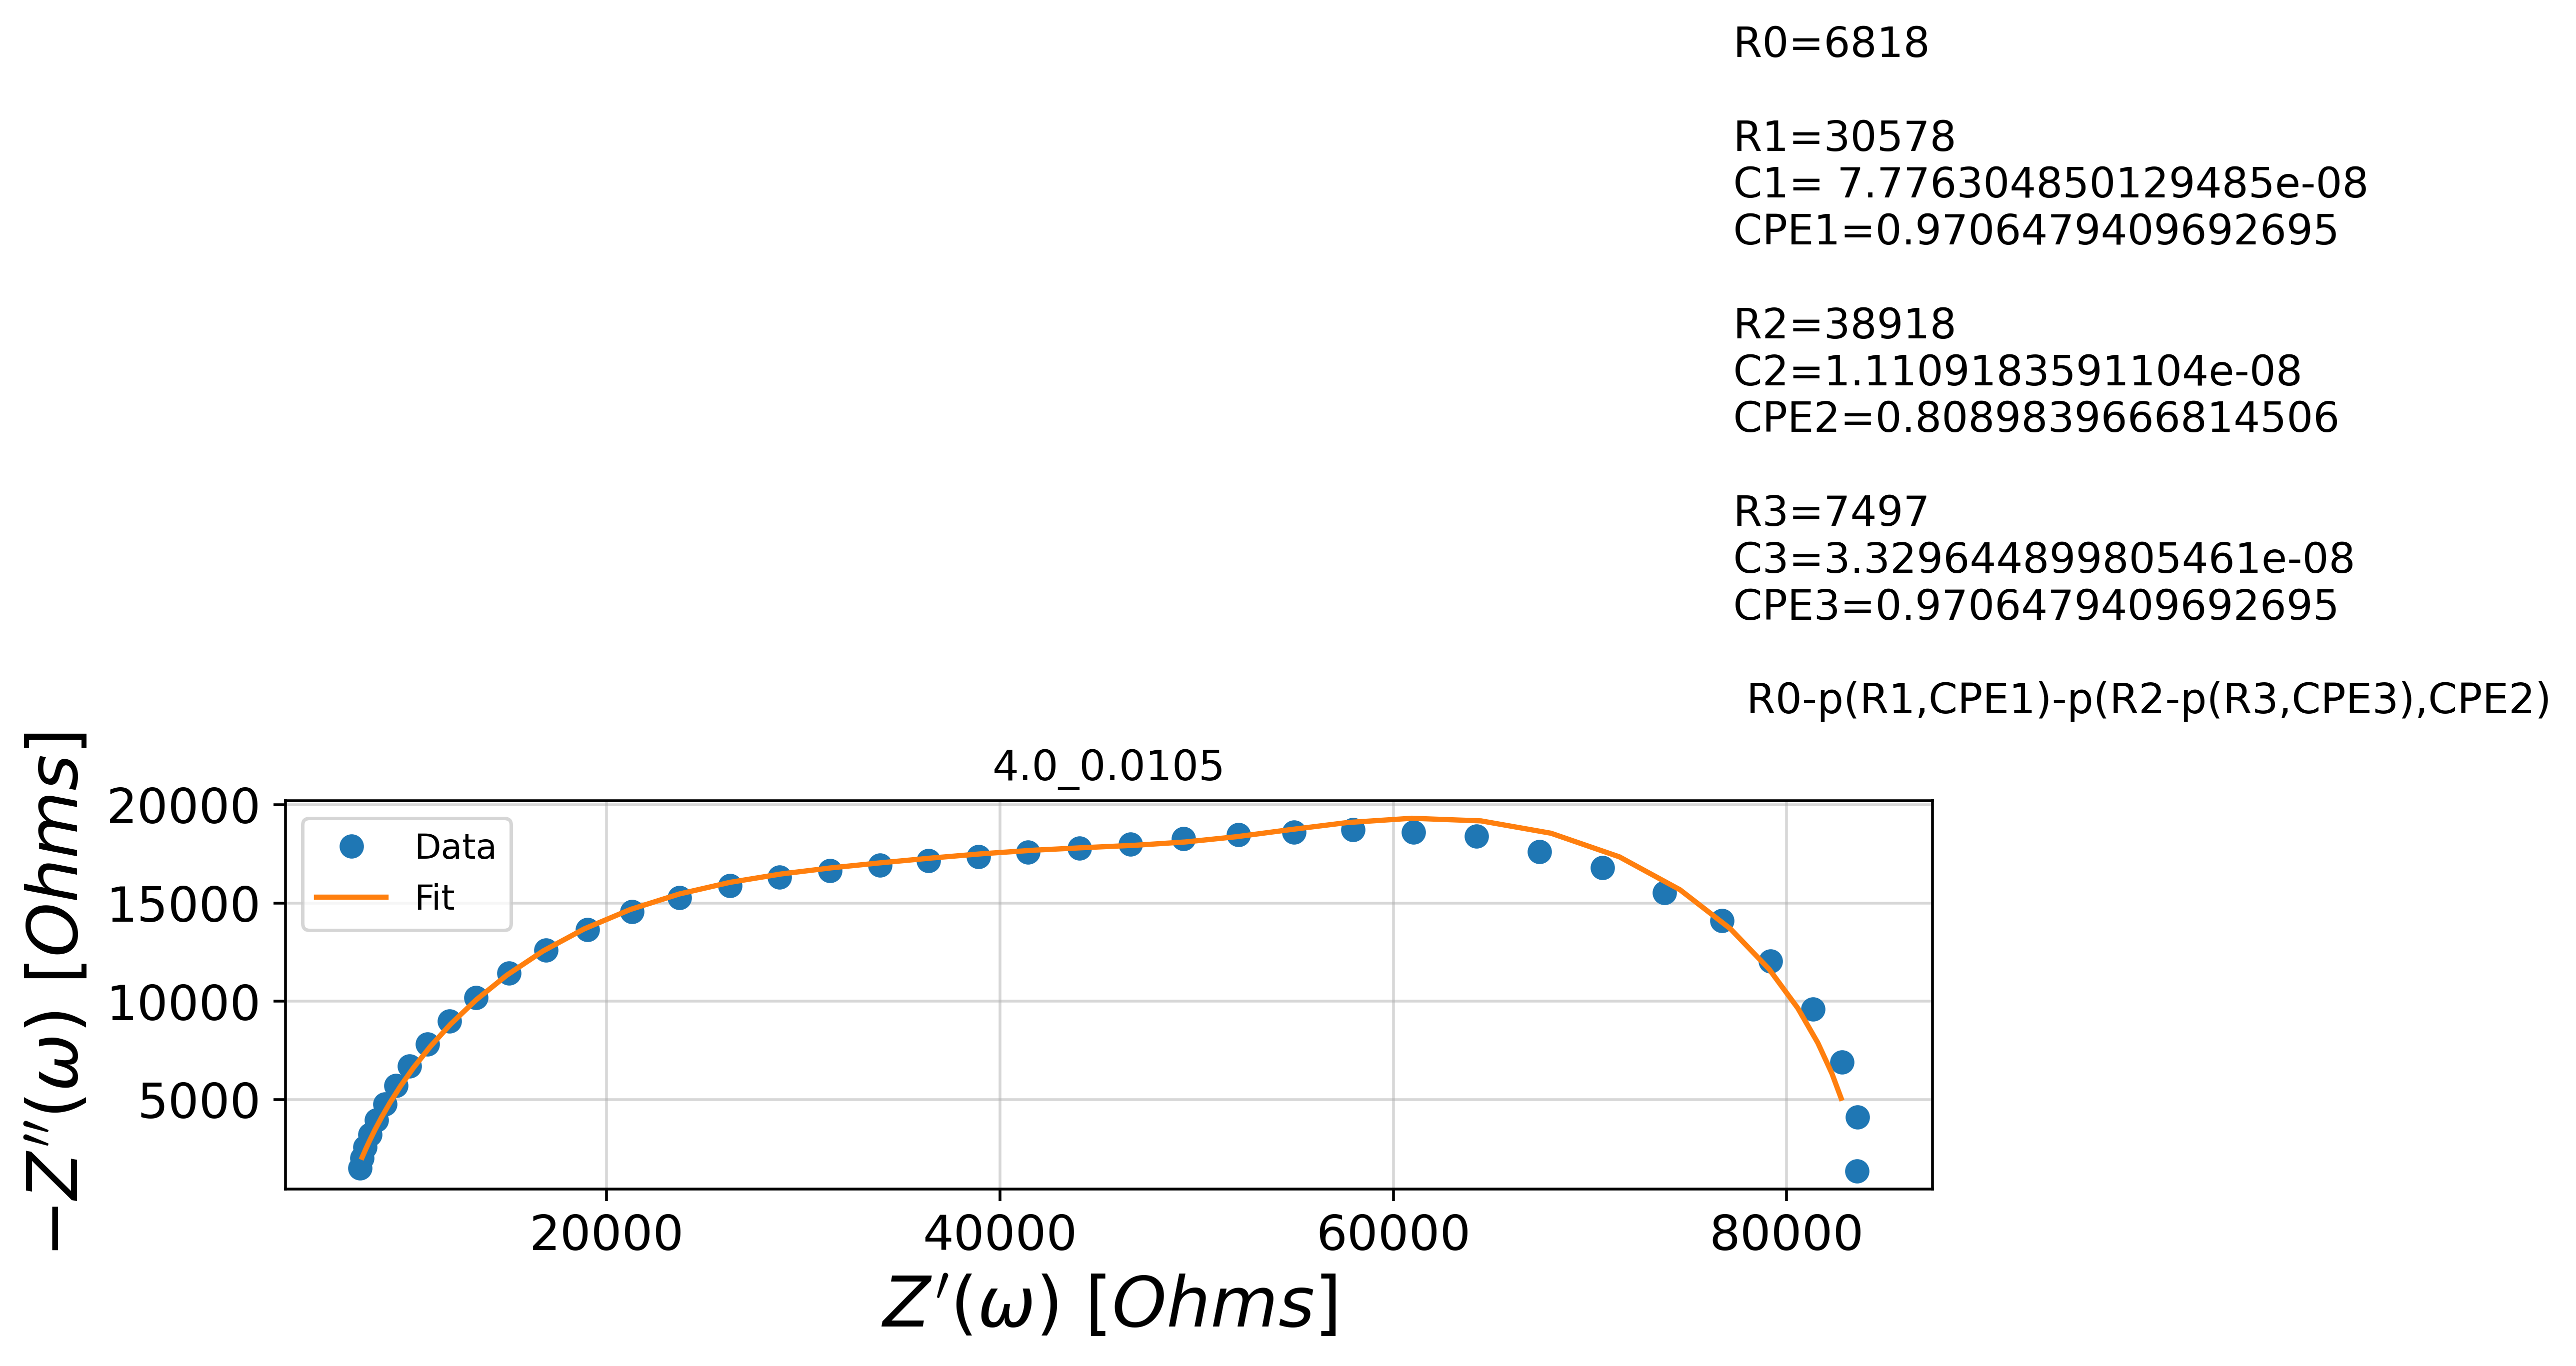 R0=6818
R1=30578
C1= 7.776304850129485e-08
CPE1=0.9706479409692695
R2=38918
C2=1.1109183591104e-08
CPE2=0.8089839666814506
R3=7497
C3=3.329644899805461e-08
CPE3=0.9706479409692695
R0-p(R1,CPE1)-p(R2-p(R3,CPE3),CPE2)
4.0_0.0105
−Z′′(ω) [Ohms]
20000
15000
10000
5000
Data
Fit
20000
40000
60000
80000
Z′(ω) [Ohms]